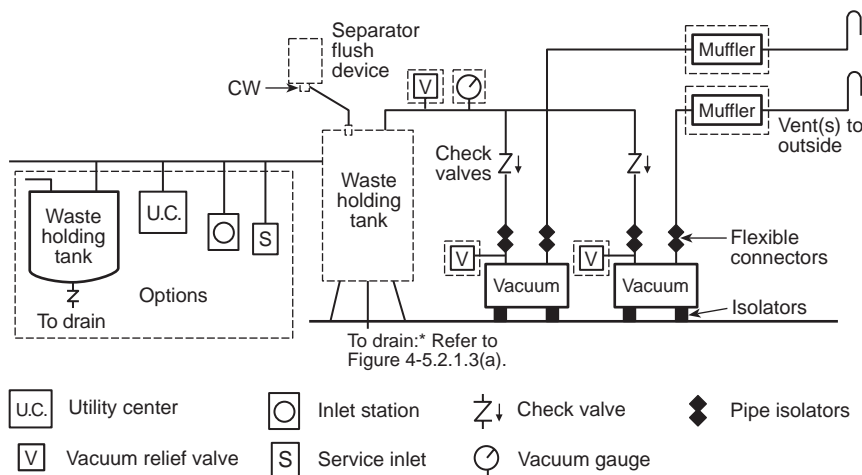 Separator
flush
device
CW
V
Muffler
Muffler
Vent(s) to
outside
Check
valves
Waste
holding
tank
Waste
holding
tank
U.C.
S
Options
To drain
V
Vacuum
V
Vacuum
Flexible
connectors
Isolators
To drain:* Refer to
Figure 4-5.2.1.3(a).
U.C. Utility center
Inlet station
Check valve
Pipe isolators
V Vacuum relief valve
S Service inlet
Vacuum gauge